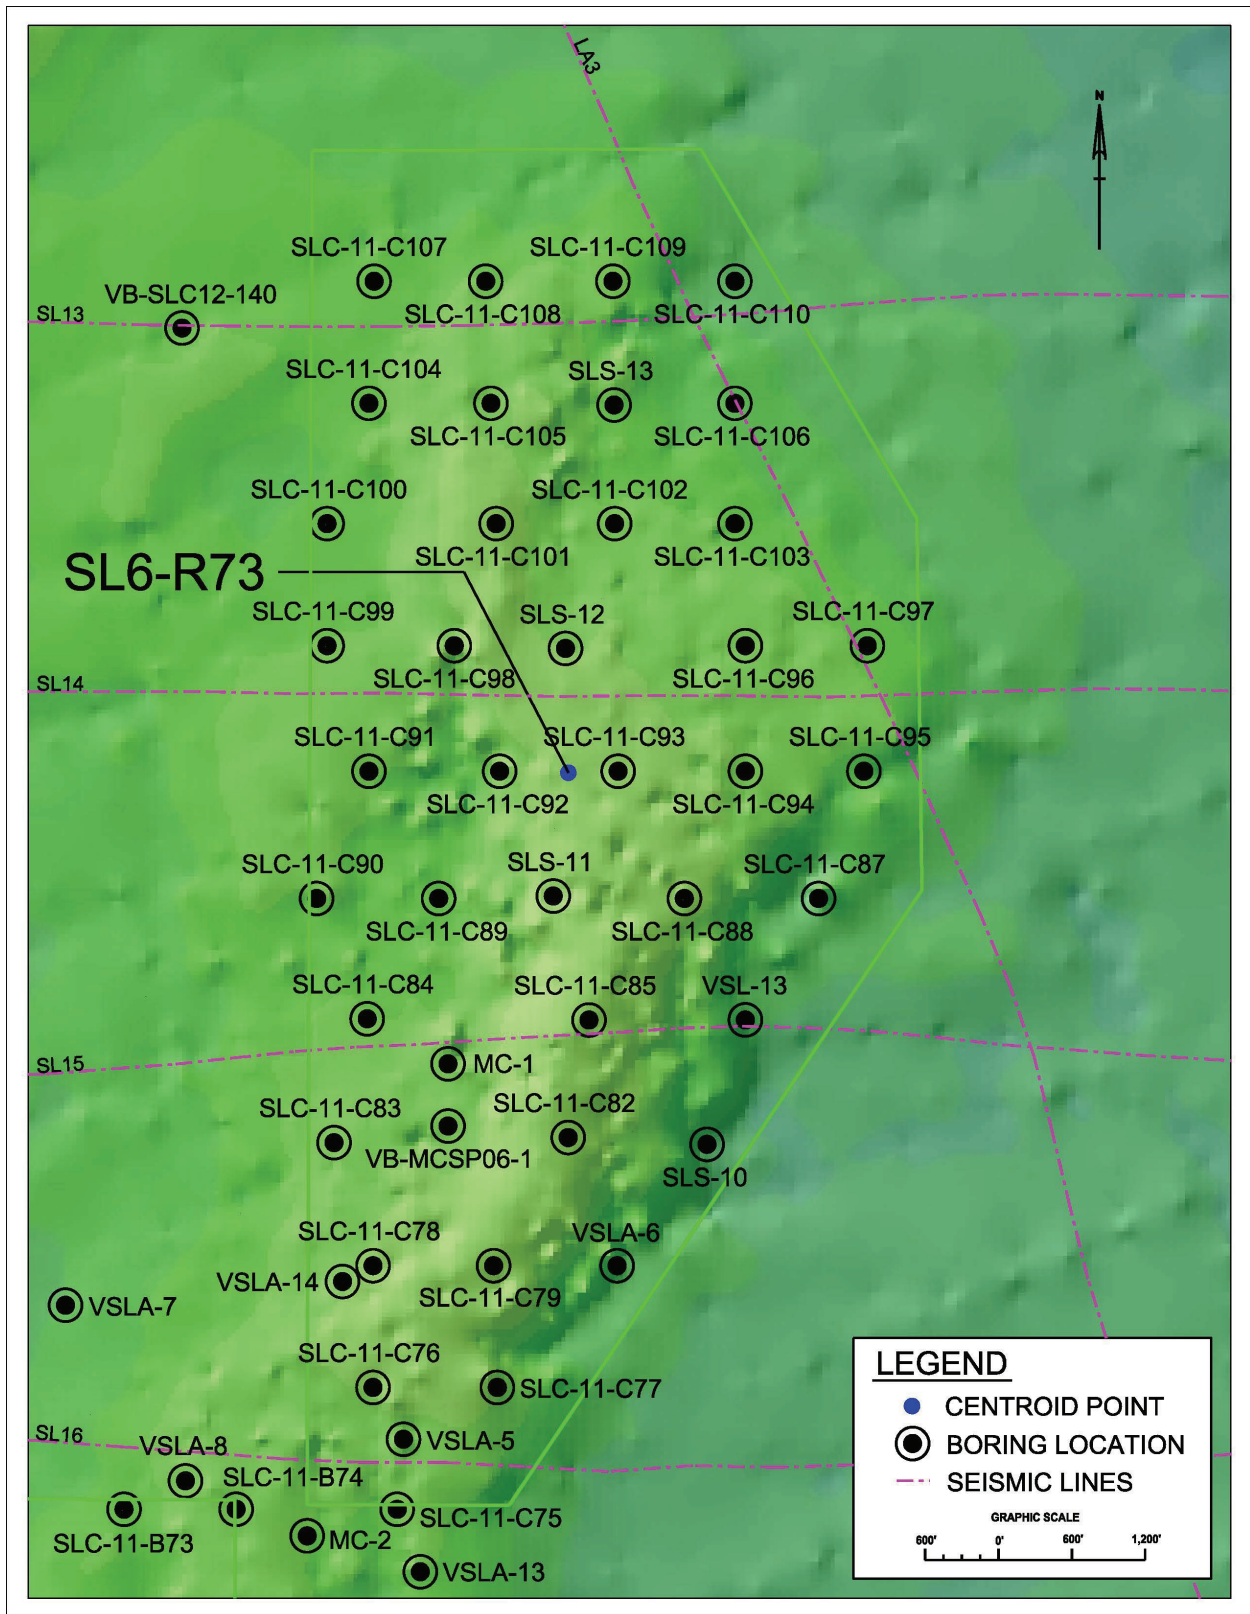 LA3
N
SLC-11-C107
SLC-11-C109
VB-SLC12-140
SLC-11-C108
SLC-11-C110
SL13
SLC-11-C104
SLS-13
SLC-11-C105
SLC-11-C106
SLC-11-C100
SLC-11-C102
SLC-11-C101
SLC-11-C103
SL6-R73
SLC-11-C99
SLS-12
SLC-11-C97
SLC-11-C98
SLC-11-C96
SL14
SLC-11-C91
SLC-11-C93
SLC-11-C95
SLC-11-C92
SLC-11-C94
SLC-11-C90
SLS-11
SLC-11-C87
SLC-11-C89
SLC-11-C88
SLC-11-C84
SLC-11-C85
VSL-13
SL15
MC-1
SLC-11-C83
SLC-11-C82
VB-MCSP06-1
SLS-10
SLC-11-C78
VSLA-6
VSLA-14
SLC-11-C79
VSLA-7
SLC-11-C76
SLC-11-C77
SL16
VSLA-8
VSLA-5
SLC-11-B74
SLC-11-B73
SLC-11-C75
MC-2
VSLA-13
LEGEND
CENTROID POINT
BORING LOCATION
SEISMIC LINES
GRAPHIC SCALE
600' 0' 600' 1,200'